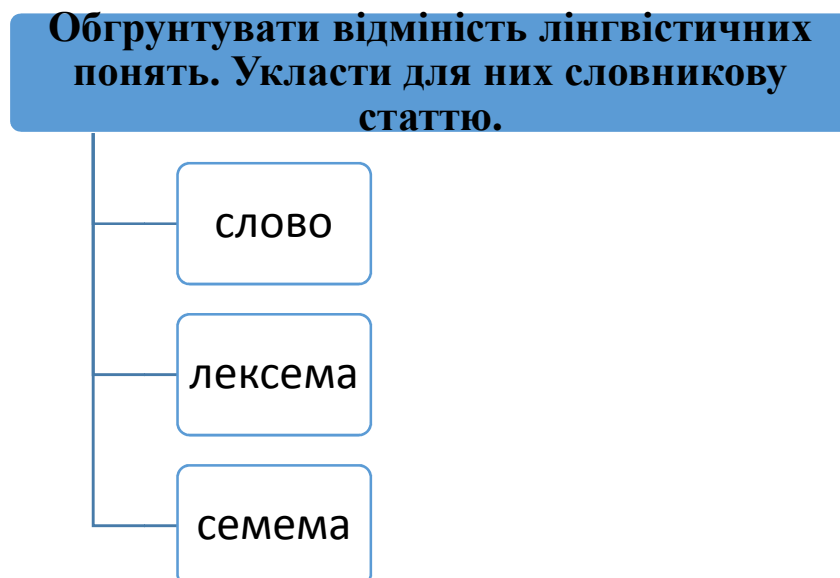 Обгрунтувати відміність лінгвістичних
понять. Укласти для них словникову
статтю.
слово
лексема
семема